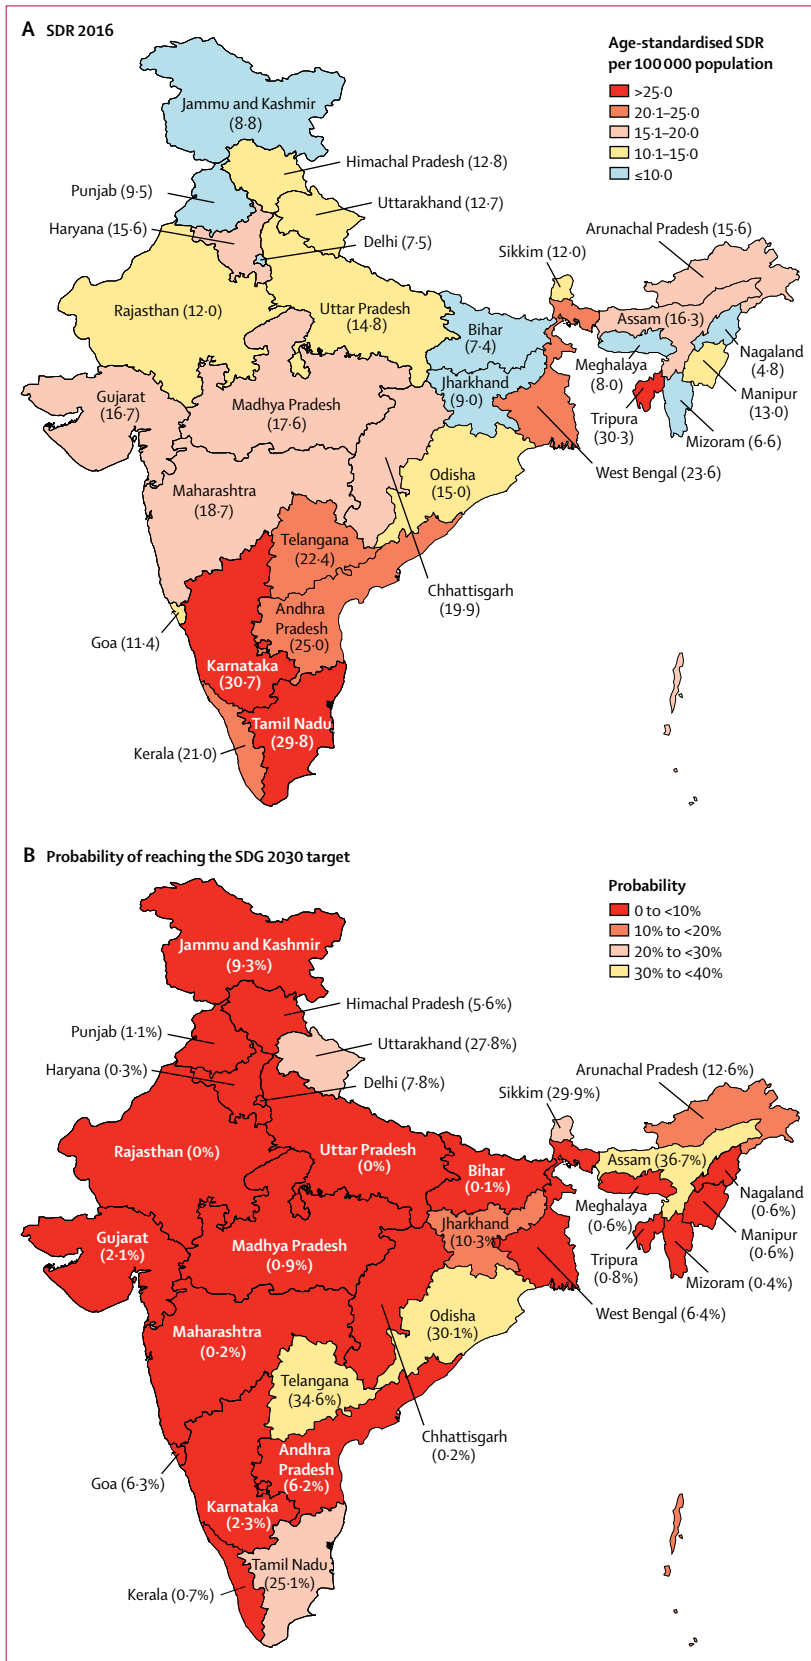 A SDR 2016
Age-standardised SDR
per 100 000 population
>25·0
20·1–25·0
15·1–20·0
10·1–15·0
≤10·0
Jammu and Kashmir
(8·8)
Himachal Pradesh (12·8)
Punjab (9·5)
Uttarakhand (12·7)
Haryana (15·6)
Delhi (7·5)
Arunachal Pradesh (15·6)
Sikkim (12·0)
Rajasthan (12·0)
Uttar Pradesh
(14·8)
Bihar
(7·4)
Assam (16·3)
Nagaland
(4·8)
Meghalaya
(8·0)
Jharkhand
(9·0)
Manipur
(13·0)
Gujarat
(16·7)
Madhya Pradesh
(17·6)
Tripura
(30·3)
Mizoram (6·6)
West Bengal (23·6)
Odisha
(15·0)
Maharashtra
(18·7)
Telangana
(22·4)
Chhattisgarh
(19·9)
Andhra
Pradesh
(25·0)
Goa (11·4)
Karnataka
(30·7)
Tamil Nadu
(29·8)
Kerala (21·0)
B Probability of reaching the SDG 2030 target
Probability
0 to <10%
10% to <20%
20% to <30%
30% to <40%
Jammu and Kashmir
(9·3%)
Himachal Pradesh (5·6%)
Punjab (1·1%)
Uttarakhand (27·8%)
Haryana (0·3%)
Delhi (7·8%)
Arunachal Pradesh (12·6%)
Sikkim (29·9%)
Rajasthan (0%)
Uttar Pradesh
(0%)
Bihar
(0·1%)
Assam (36·7%)
Nagaland
(0·6%)
Meghalaya
(0·6%)
Jharkhand
(10·3%)
Manipur
(0·6%)
Gujarat
(2·1%)
Madhya Pradesh
(0·9%)
Tripura
(0·8%)
Mizoram (0·4%)
West Bengal (6·4%)
Odisha
(30·1%)
Maharashtra
(0·2%)
Telangana
(34·6%)
Chhattisgarh
(0·2%)
Andhra
Pradesh
(6·2%)
Goa (6·3%)
Karnataka
(2·3%)
Tamil Nadu
(25·1%)
Kerala (0·7%)